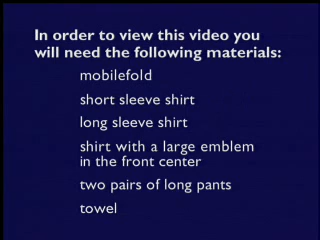 In order to view this video you
will need the following materials:
mobilefold
short sleeve shirt
long sleeve shirt
shirt with a large emblem
in the front center
two pairs of long pants
towel